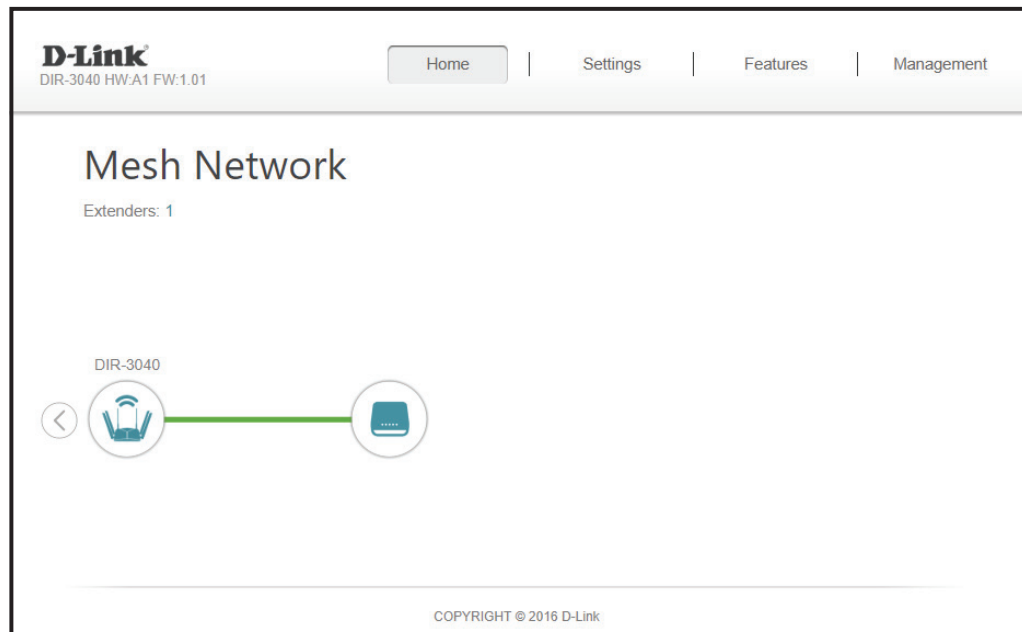 D-Link
DIR-3040 HW:A1 FW:1.01
Home
Settings
Features
Management
Mesh Network
Extenders: 1
DIR-3040
COPYRIGHT © 2016 D-Link